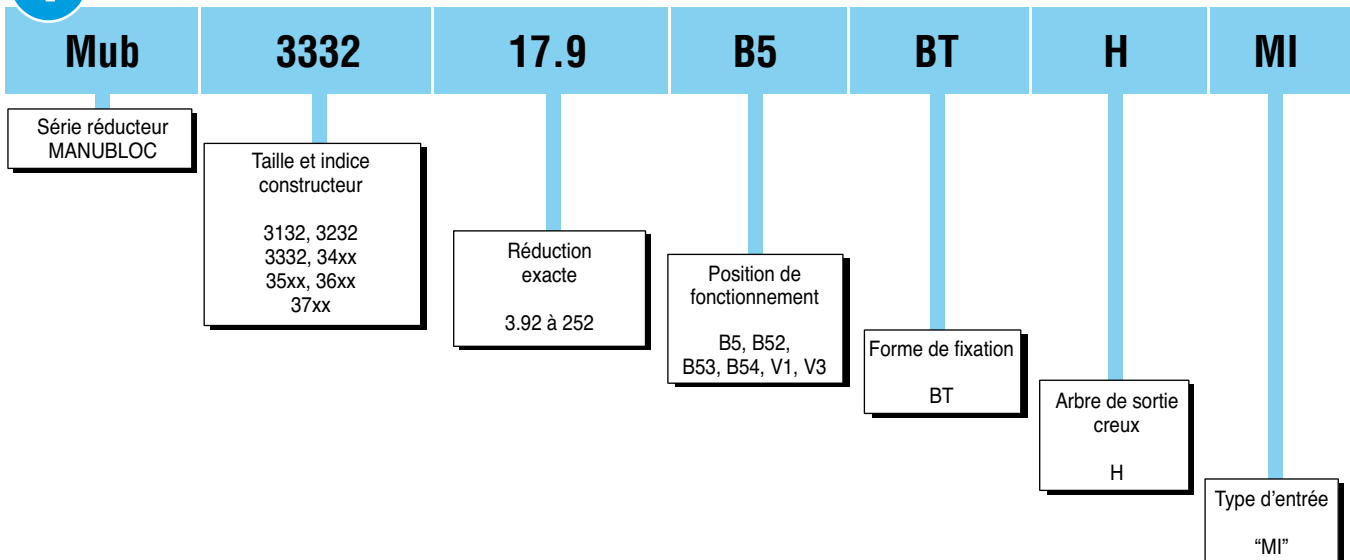 Mub 3332 17.9 B5 BT H MI
Série réducteur
MANUBLOC
Taille et indice
constructeur
3132, 3232
3332, 34xx
35xx, 36xx
37xx
Réduction
exacte
3.92 à 252
Position de
fonctionnement
B5, B52,
B53, B54, V1, V3
Forme de fixation
BT
Arbre de sortie
creux
H
Type d'entrée
“MI”